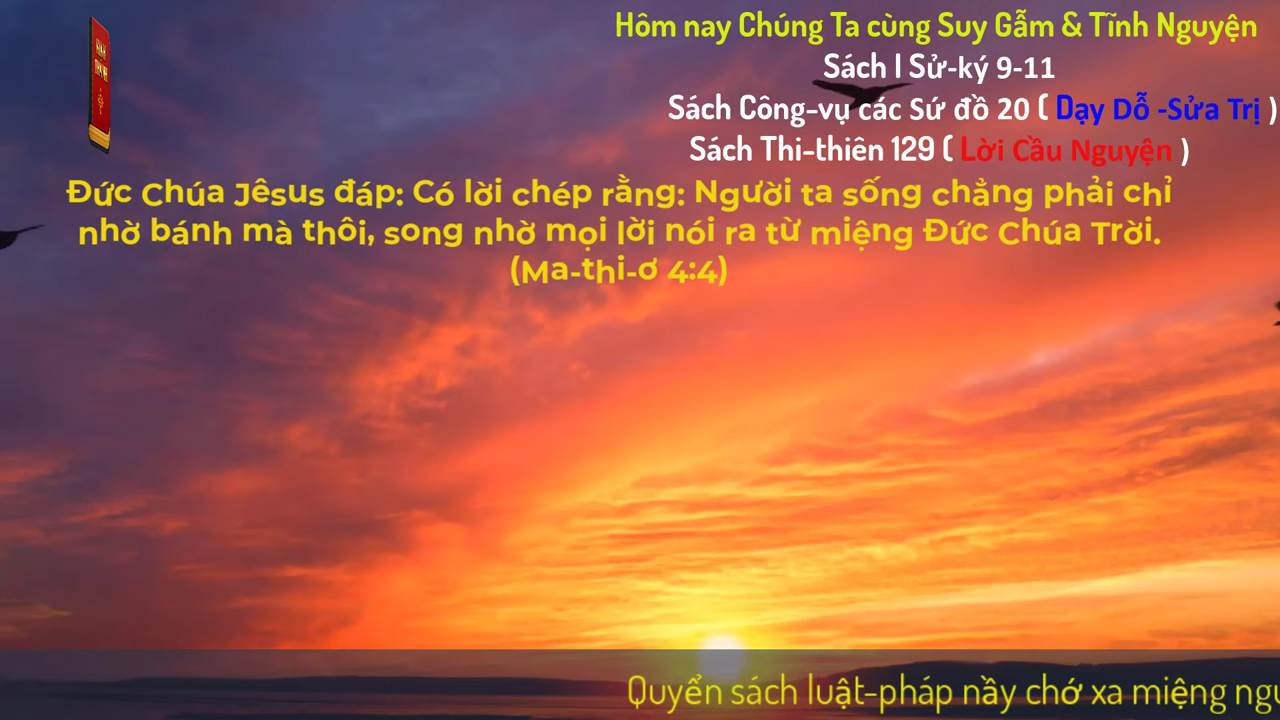 Hôm nay Chúng Ta cùng Suy Gẫm & Tĩnh Nguyện
Sách I Sử-ký 9-11
Sách Công-vụ các Sứ đồ 20 ( Dạy Dỗ -Sửa Trị )
Sách Thi-thiên 129 ( Lời Cầu Nguyện )
Đức Chúa Jêsus đáp: Có lời chép rằng: Người ta sống chẳng phải chỉ
nhờ bánh mà thôi, song nhờ mọi lời nói ra từ miệng Đức Chúa Trời.
(Ma-thi-ơ 4:4)
Quyển sách luật-pháp nầy chớ xa miệng